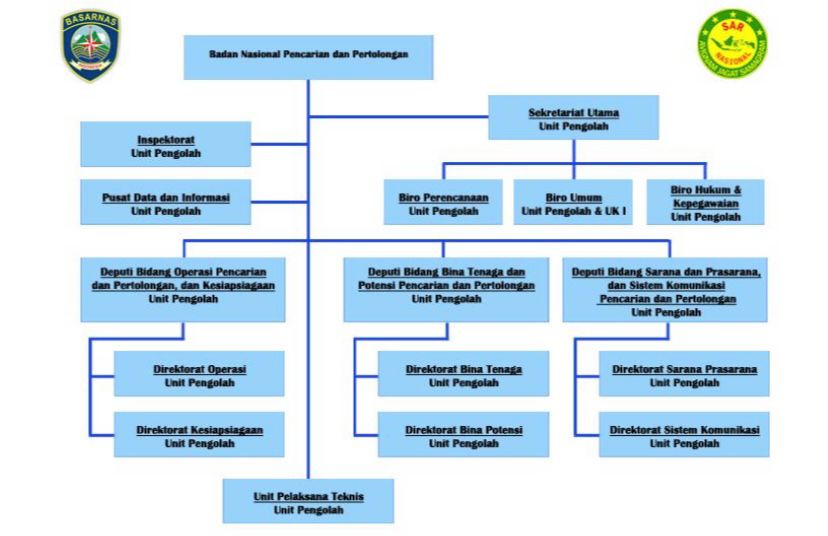 BASARNAS
INDONESIA
Badan Nasional Pencarian dan Pertolongan
SAR
NASIONAL
AVIGNAM JAGAT SAMAGRAM
Sekretariat Utama
Unit Pengolah
Inspektorat
Unit Pengolah
Pusat Data dan Informasi
Unit Pengolah
Biro Perencanaan
Unit Pengolah
Biro Umum
Unit Pengolah & UK I
Biro Hukum &
Kepegawaian
Unit Pengolah
Deputi Bidang Operasi Pencarian
dan Pertolongan, dan Kesiapsiagaan
Unit Pengolah
Deputi Bidang Bina Tenaga dan
Potensi Pencarian dan Pertolongan
Unit Pengolah
Deputi Bidang Sarana dan Prasarana,
dan Sistem Komunikasi
Pencarian dan Pertolongan
Unit Pengolah
Direktorat Operasi
Unit Pengolah
Direktorat Bina Tenaga
Unit Pengolah
Direktorat Sarana Prasarana
Unit Pengolah
Direktorat Kesiapsiagaan
Unit Pengolah
Direktorat Bina Potensi
Unit Pengolah
Direktorat Sistem Komunikasi
Unit Pengolah
Unit Pelaksana Teknis
Unit Pengolah